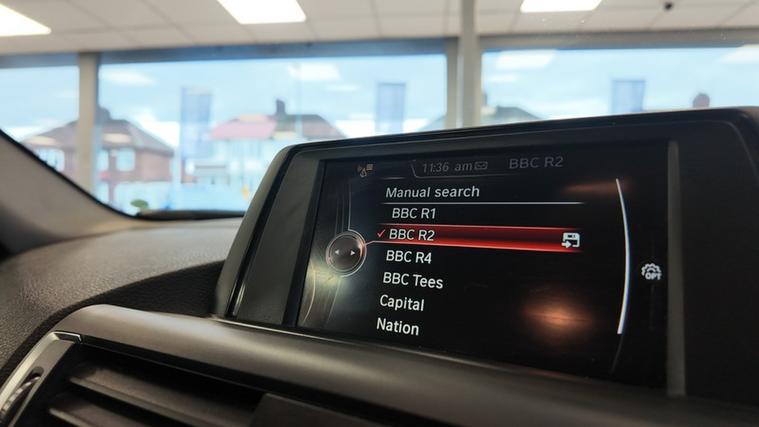 11:36 am BBC R2
Manual search
BBC R1
BBC R2
BBC R4
BBC Tees
Capital
Nation
OPT